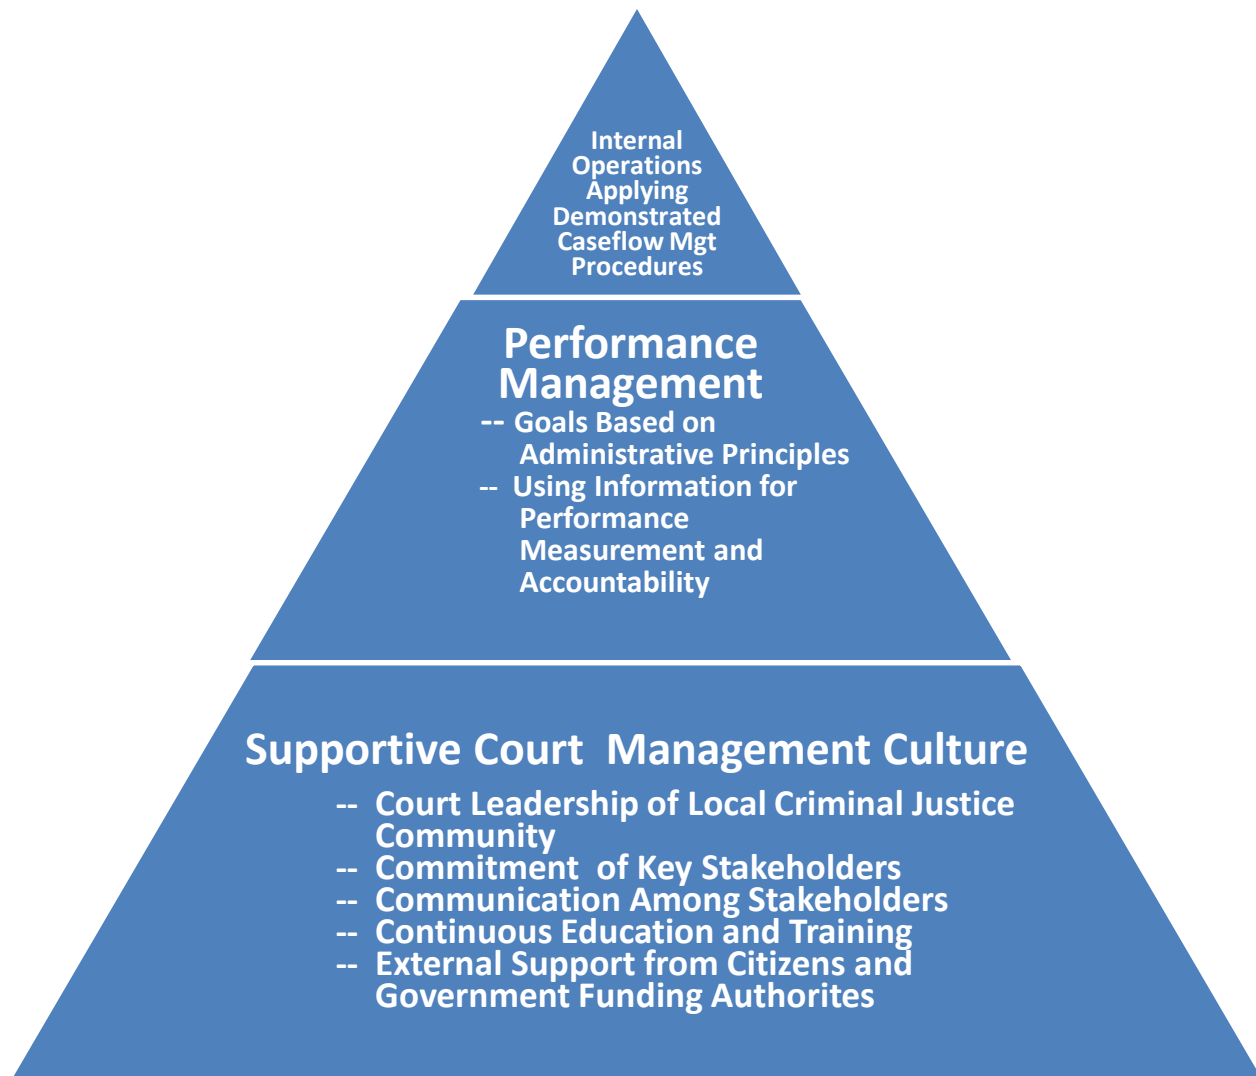 Internal
Operations
Applying
Demonstrated
Caseflow Mgt
Procedures
Performance
Management
-- Goals Based on
Administrative Principles
-- Using Information for
Performance
Measurement and
Accountability
Supportive Court  Management Culture
-- Court Leadership of Local Criminal Justice
Community
-- Commitment  of Key Stakeholders
-- Communication Among Stakeholders
-- Continuous Education and Training
-- External Support from Citizens and
Government Funding Authorites